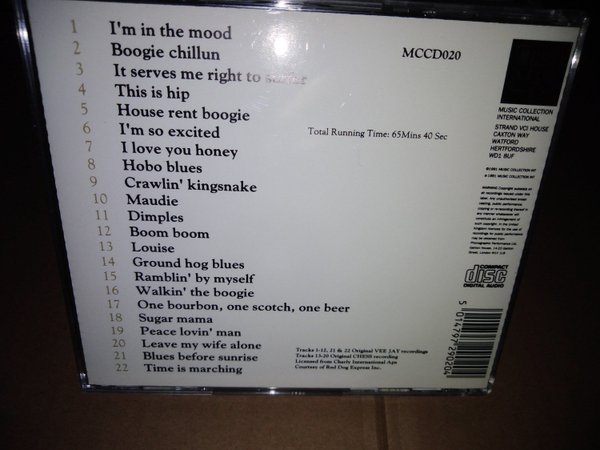 1 I'm in the mood
2 Boogie chillun
3 It serves me right to suffer
4 This is hip
5 House rent boogie
6 I'm so excited
7 I love you honey
8 Hobo blues
9 Crawlin' kingsnake
10 Maudie
11 Dimples
12 Boom boom
13 Louise
14 Ground hog blues
15 Ramblin' by myself
16 Walkin' the boogie
17 One bourbon, one scotch, one beer
18 Sugar mama
19 Peace lovin' man
20 Leave my wife alone
21 Blues before sunrise
22 Time is marching
MCCD020
Total Running Time: 65Mins 40 Sec
Tracks 1-12, 21 & 22 Original VEE JAY recordings
Tracks 13-20 Original CHESS recording
Licensed from Charly International Aps
Courtesy of Red Dog Express Inc.
MUSIC COLLECTION
INTERNATIONAL
STRAND VCI HOUSE
CAXTON WAY
WATFORD
HERTFORDSHIRE
WD1 8UF
COMPACT
disc
DIGITAL AUDIO
5 014797 290204